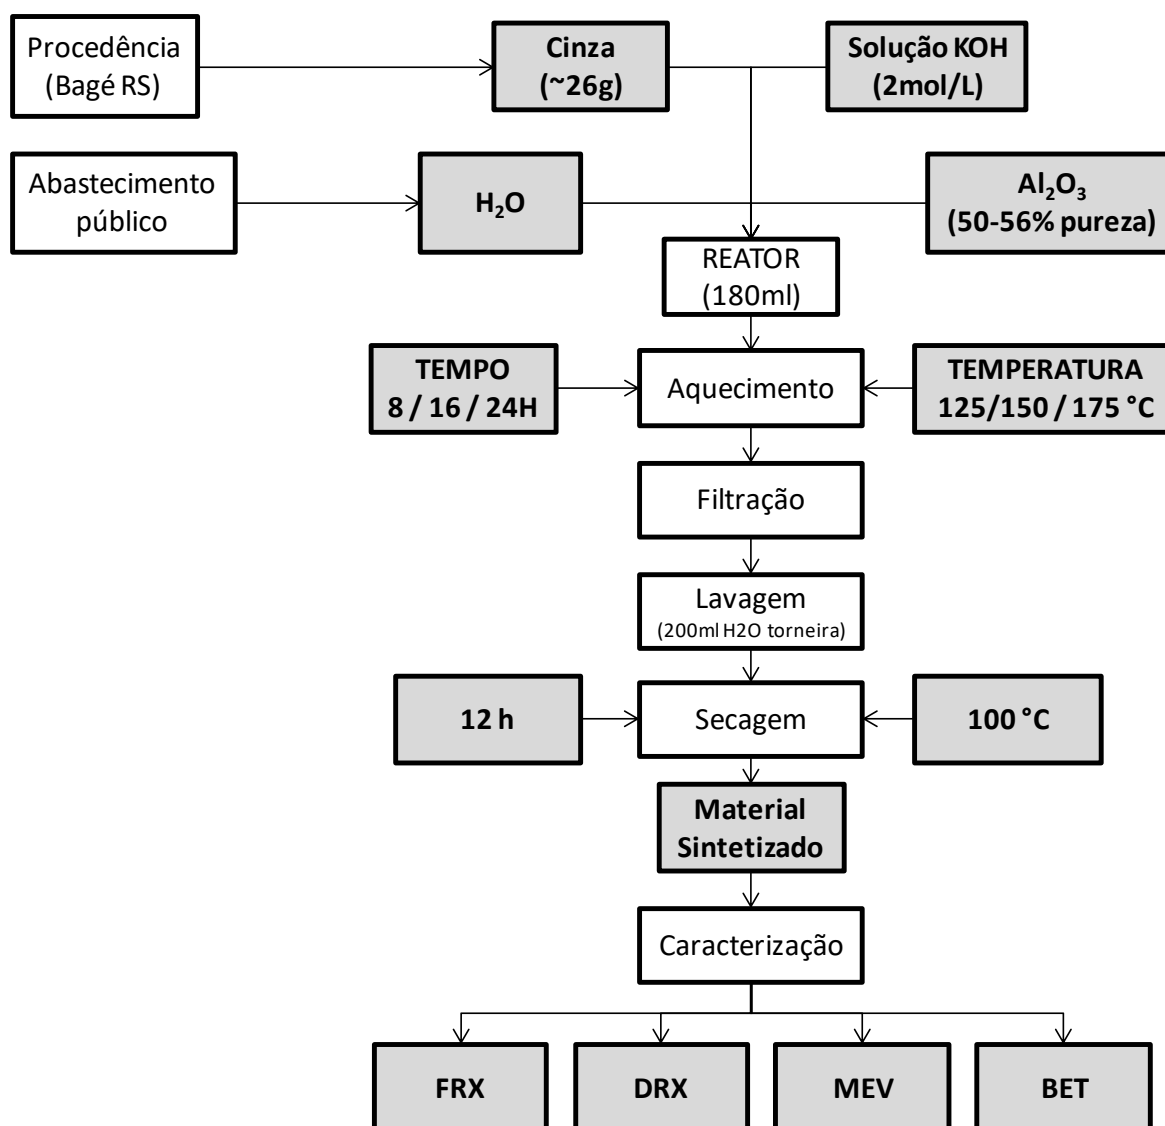 Procedência
(Bagé RS)
Cinza
(~26g)
Solução KOH
(2mol/L)
Abastecimento
público
H₂O
Al₂O₃
(50-56% pureza)
REATOR
(180ml)
TEMPO
8 / 16 / 24H
Aquecimento
TEMPERATURA
125/150 / 175 °C
Filtração
Lavagem
(200ml H2O torneira)
12 h
Secagem
100 °C
Material
Sintetizado
Caracterização
FRX
DRX
MEV
BET